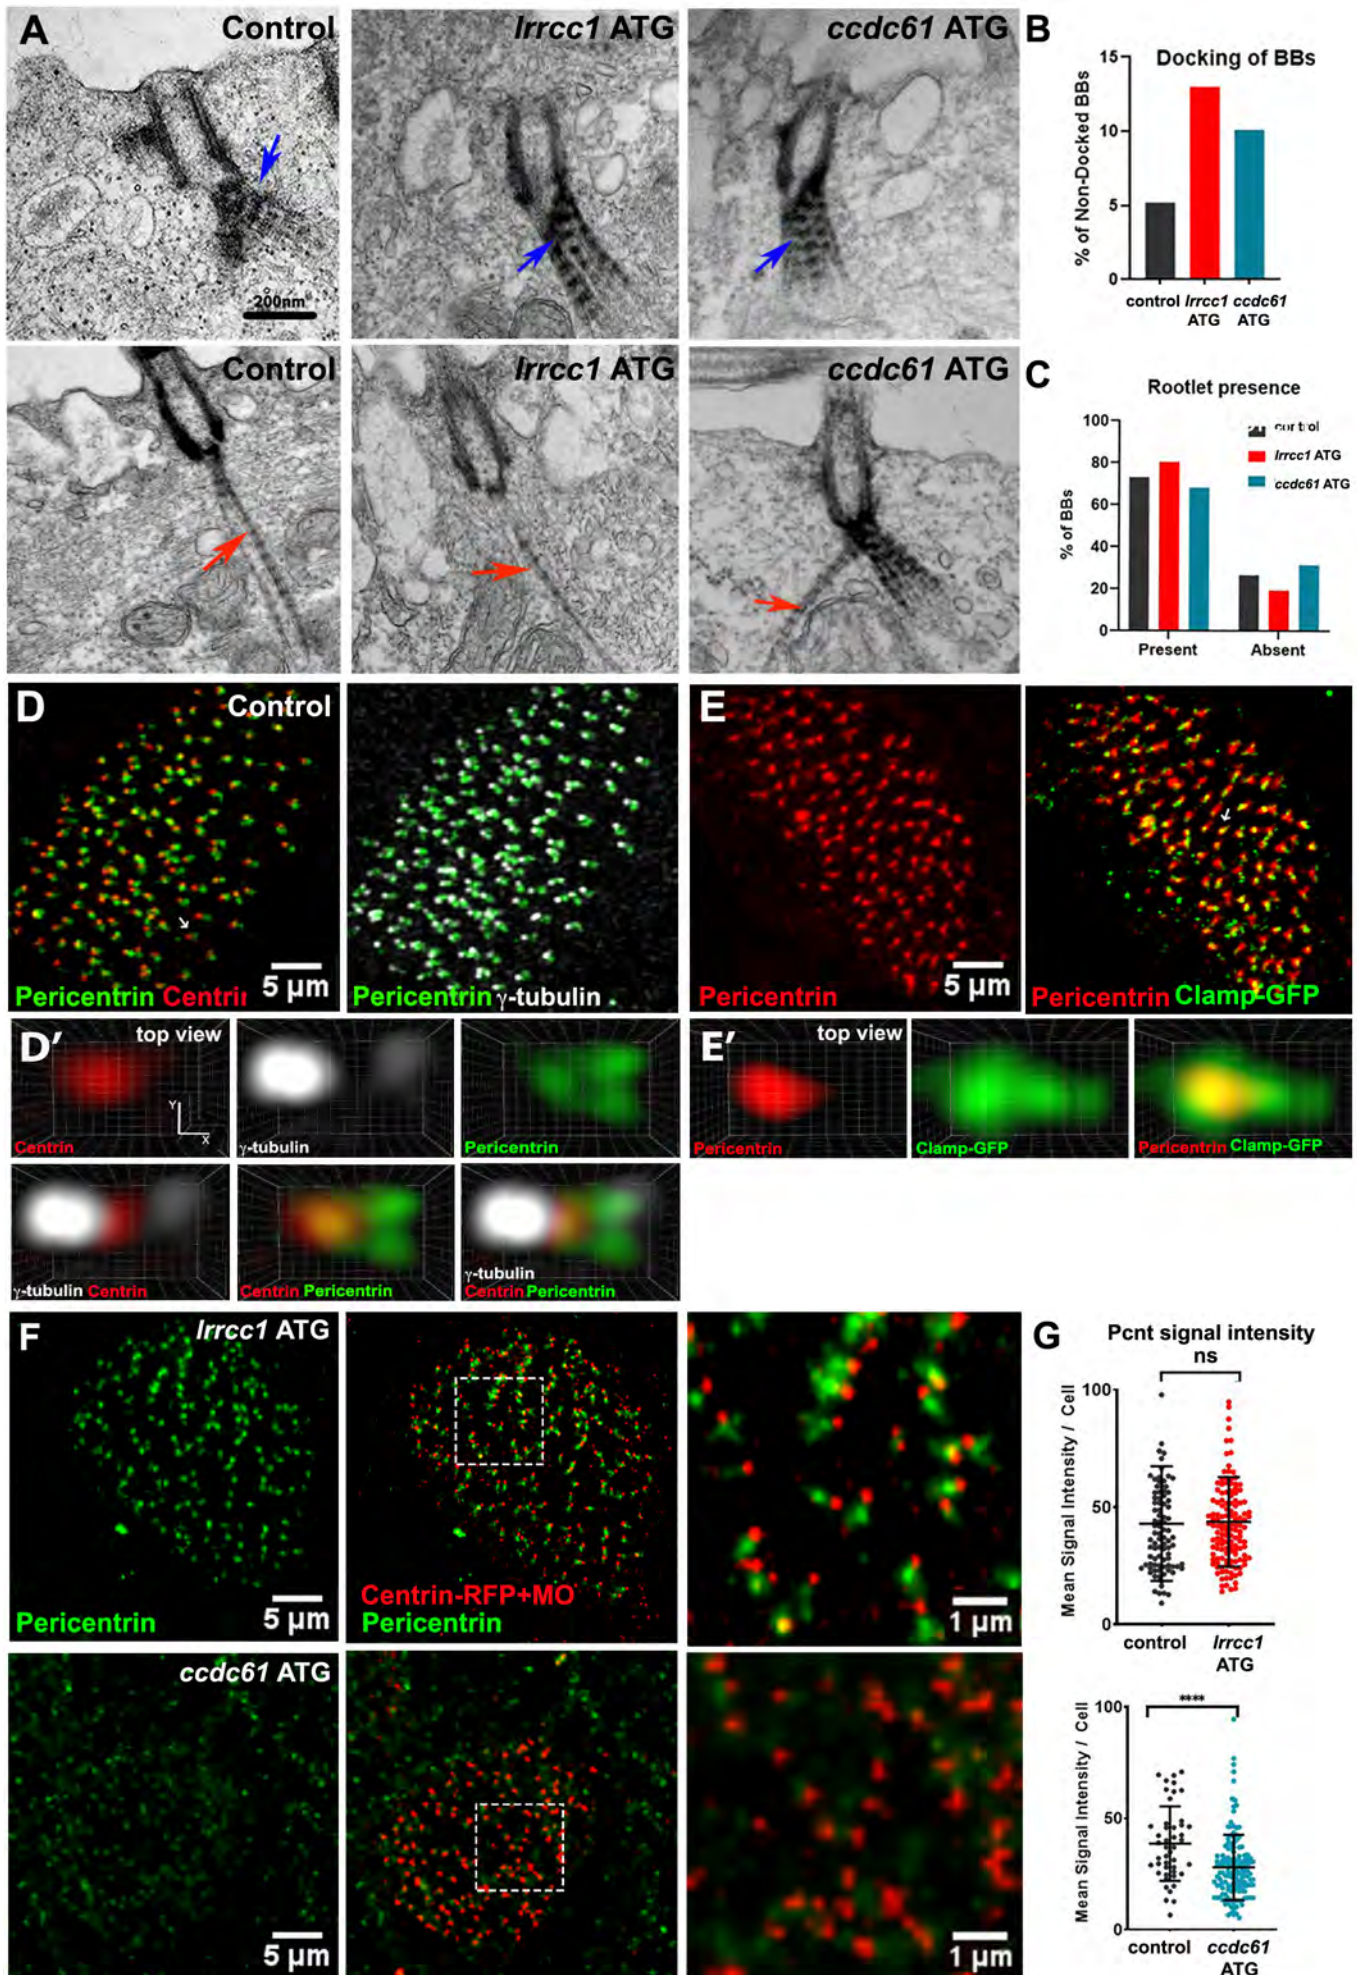 A
Control
lrrcc1 ATG
ccdc61 ATG
200nm
Control
lrrcc1 ATG
ccdc61 ATG
B
Docking of BBs
% of Non-Docked BBs
15
10
5
0
control lrrcc1 ccdc61
ATG ATG
C
Rootlet presence
% of BBs
100
80
60
40
20
0
lrrcc1 ATG
ccdc61 ATG
Present Absent
D
Control
Pericentrin Centrin
5 µm
Pericentrin γ-tubulin
E
Pericentrin
5 µm
Pericentrin Clamp-GFP
D'
top view
Y
X
Centrin
γ-tubulin
Pericentrin
γ-tubulin Centrin
Centrin Pericentrin
γ-tubulin
Centrin Pericentrin
E'
top view
Pericentrin
Clamp-GFP
Pericentrin Clamp-GFP
F
lrrcc1 ATG
Pericentrin
5 µm
Centrin-RFP+MO
Pericentrin
1 µm
ccdc61 ATG
5 µm
1 µm
G
Pcnt signal intensity
ns
Mean Signal Intensity / Cell
100
50
0
control lrrcc1
ATG
****
Mean Signal Intensity / Cell
100
50
0
control ccdc61
ATG